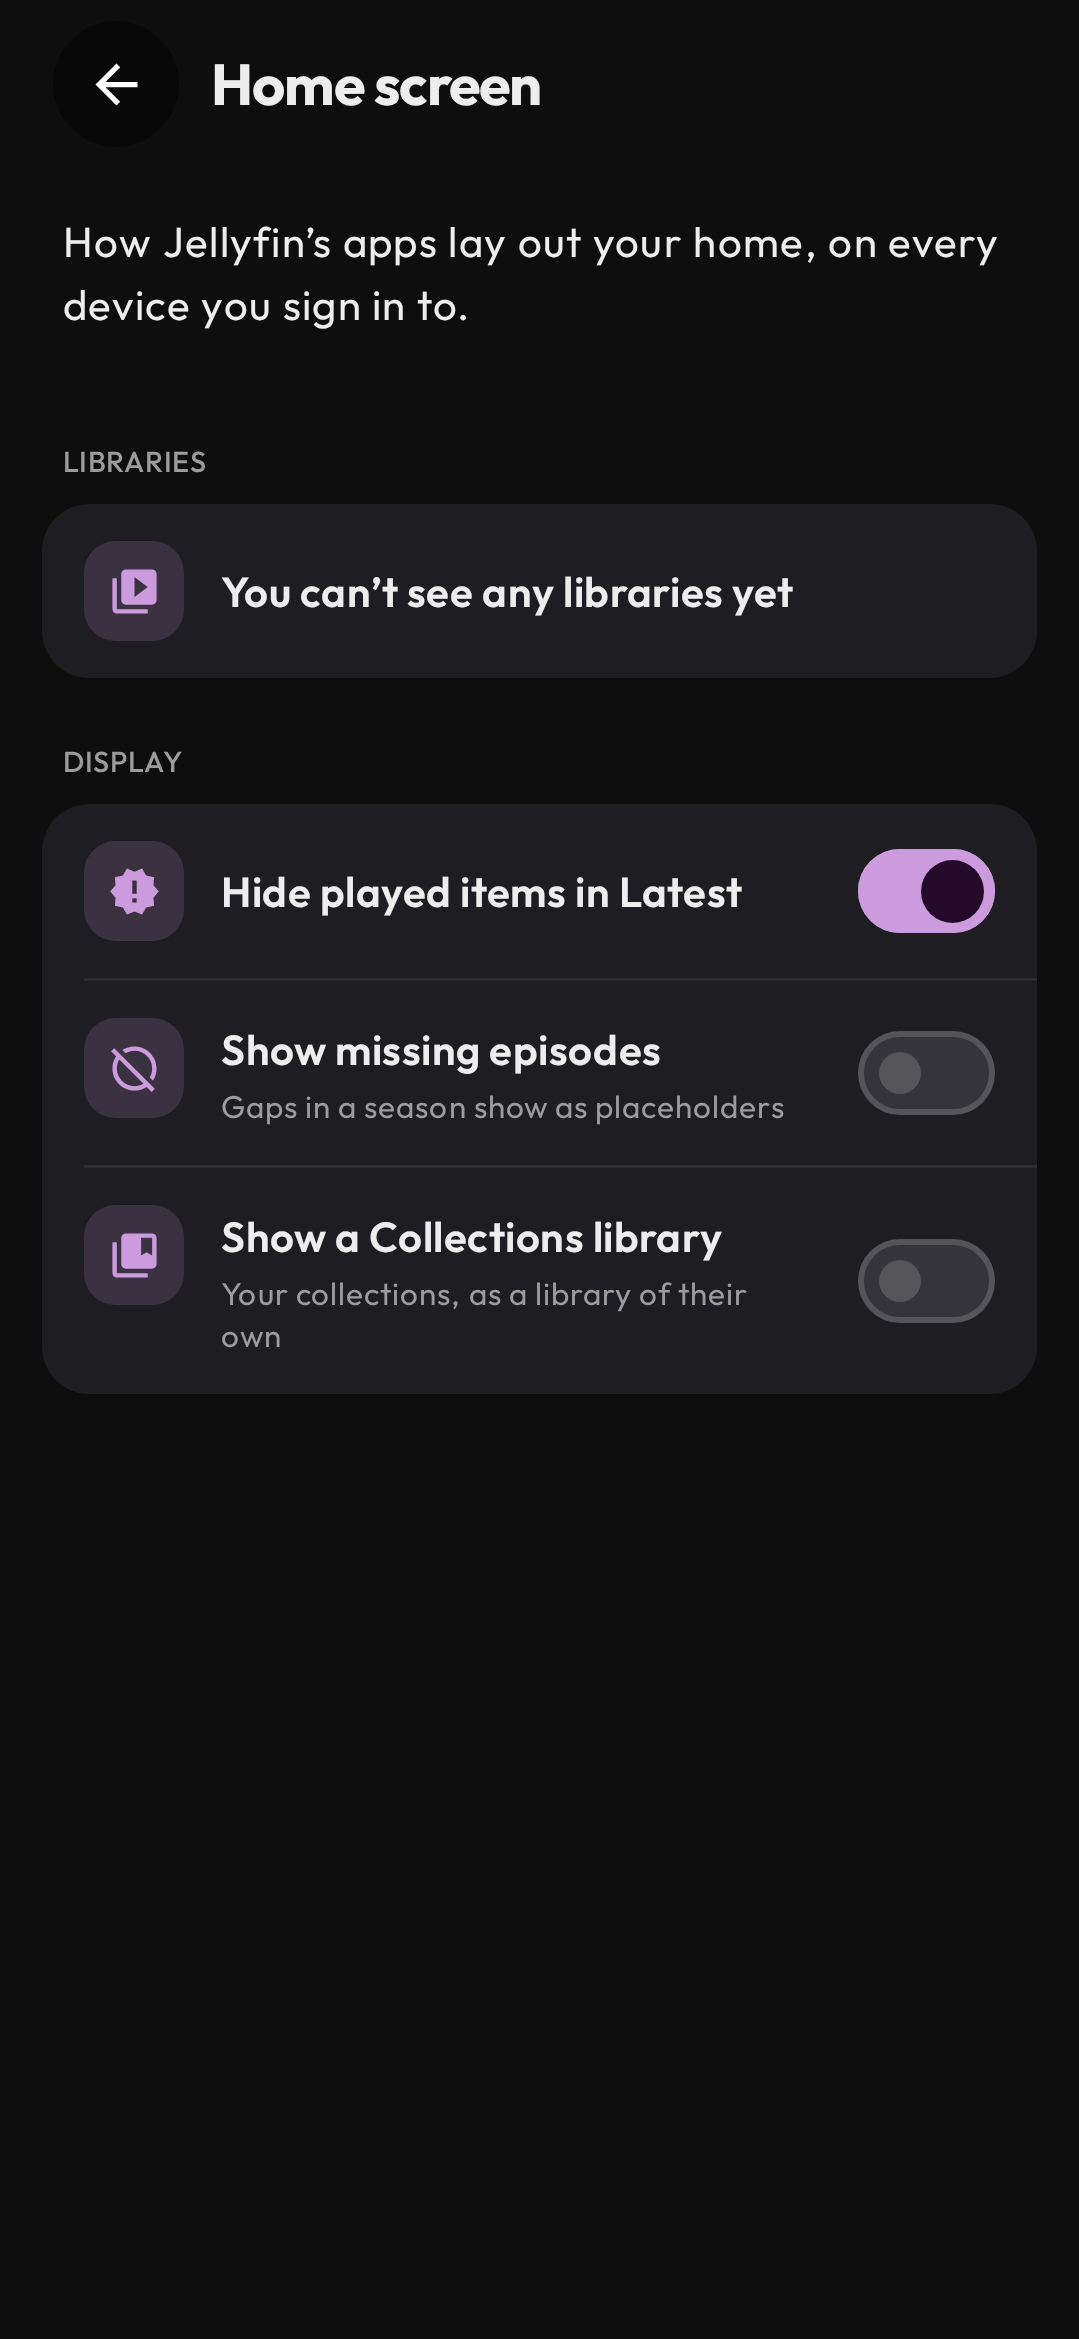 Home screen
How Jellyfin’s apps lay out your home, on every
device you sign in to.
LIBRARIES
You can’t see any libraries yet
DISPLAY
Hide played items in Latest
Show missing episodes
Gaps in a season show as placeholders
Show a Collections library
Your collections, as a library of their
own